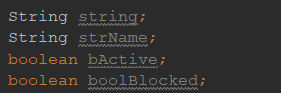 String string;
String strName;
boolean bActive;
boolean boolBlocked;